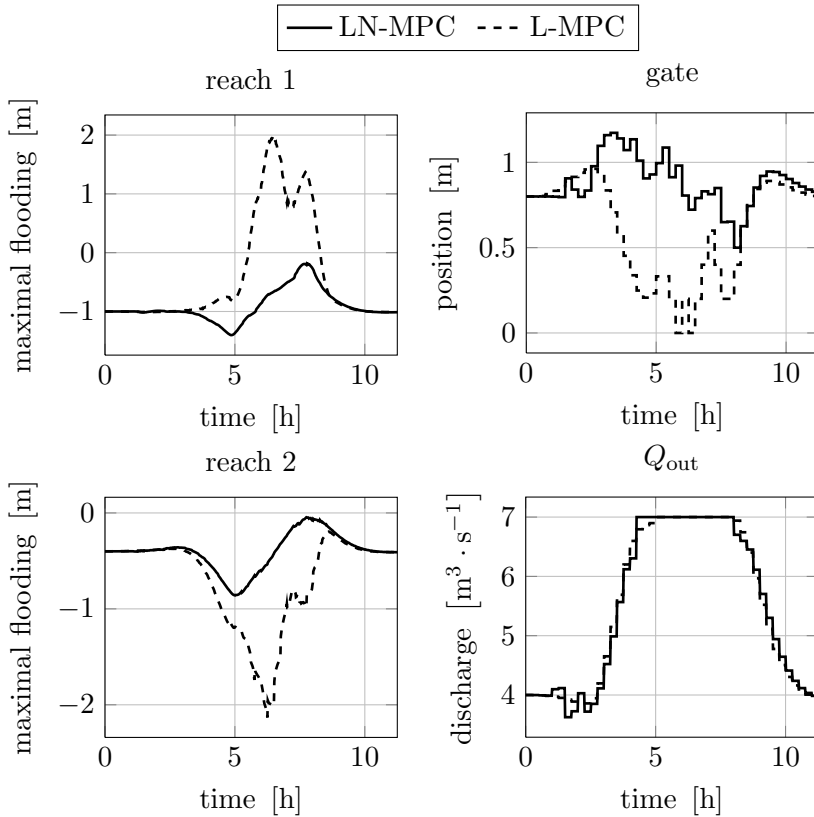 LN-MPC L-MPC
reach 1
maximal flooding [m]
2
1
0
−1
0 5 10
time [h]
gate
position [m]
1
0.5
0
0 5 10
time [h]
reach 2
maximal flooding [m]
0
−1
−2
0 5 10
time [h]
Q_out
discharge [m³ · s⁻¹]
7
6
5
4
0 5 10
time [h]